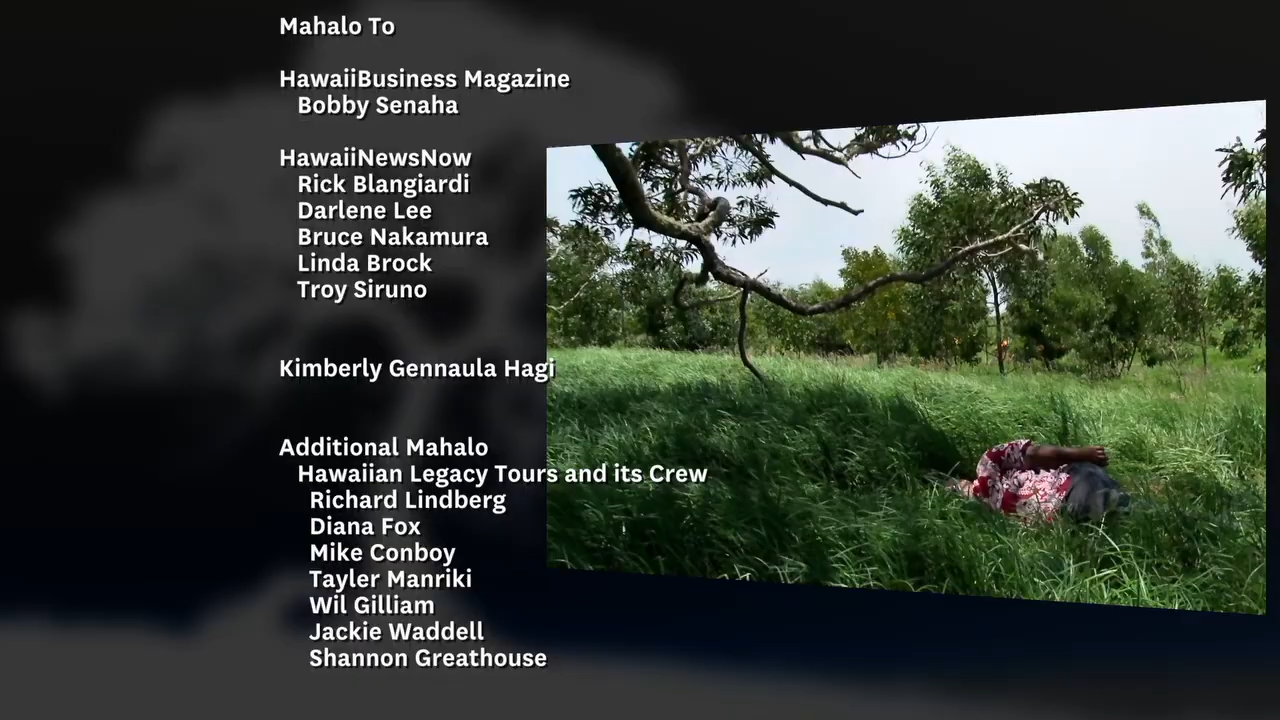 Mahalo To
HawaiiBusiness Magazine
Bobby Senaha
HawaiiNewsNow
Rick Blangiardi
Darlene Lee
Bruce Nakamura
Linda Brock
Troy Siruno
Kimberly Gennaula Hagi
Additional Mahalo
Hawaiian Legacy Tours and its Crew
Richard Lindberg
Diana Fox
Mike Conboy
Tayler Manriki
Wil Gilliam
Jackie Waddell
Shannon Greathouse